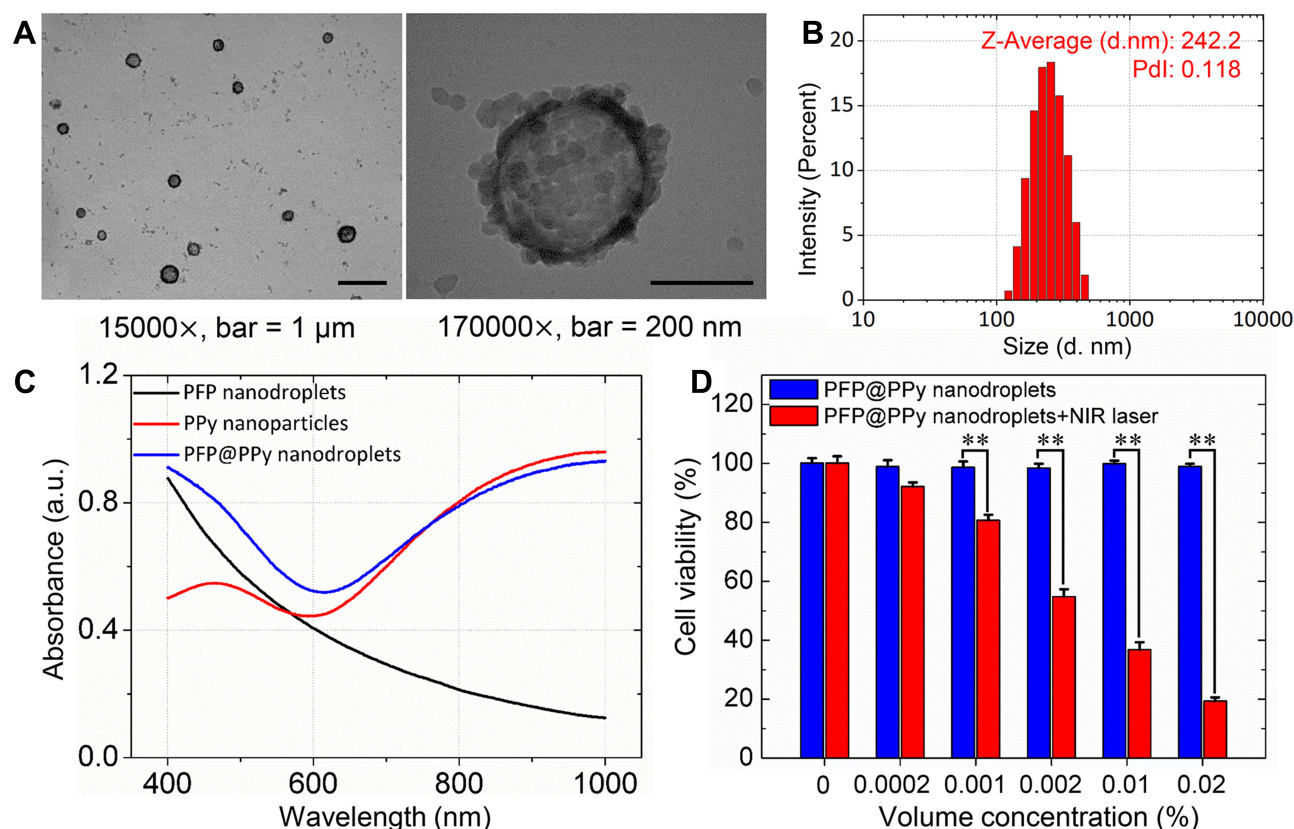 A
15000×, bar = 1 μm
170000×, bar = 200 nm
B
Z-Average (d.nm): 242.2
PdI: 0.118
20
15
10
5
0
Intensity (Percent)
10
100
1000
10000
Size (d. nm)
C
PFP nanodroplets
PPy nanoparticles
PFP@PPy nanodroplets
1.2
0.8
0.4
0.0
Absorbance (a.u.)
400
600
800
1000
Wavelength (nm)
D
PFP@PPy nanodroplets
PFP@PPy nanodroplets+NIR laser
** ** ** **
120
100
80
60
40
20
0
Cell viability (%)
0
0.0002
0.001
0.002
0.01
0.02
Volume concentration (%)